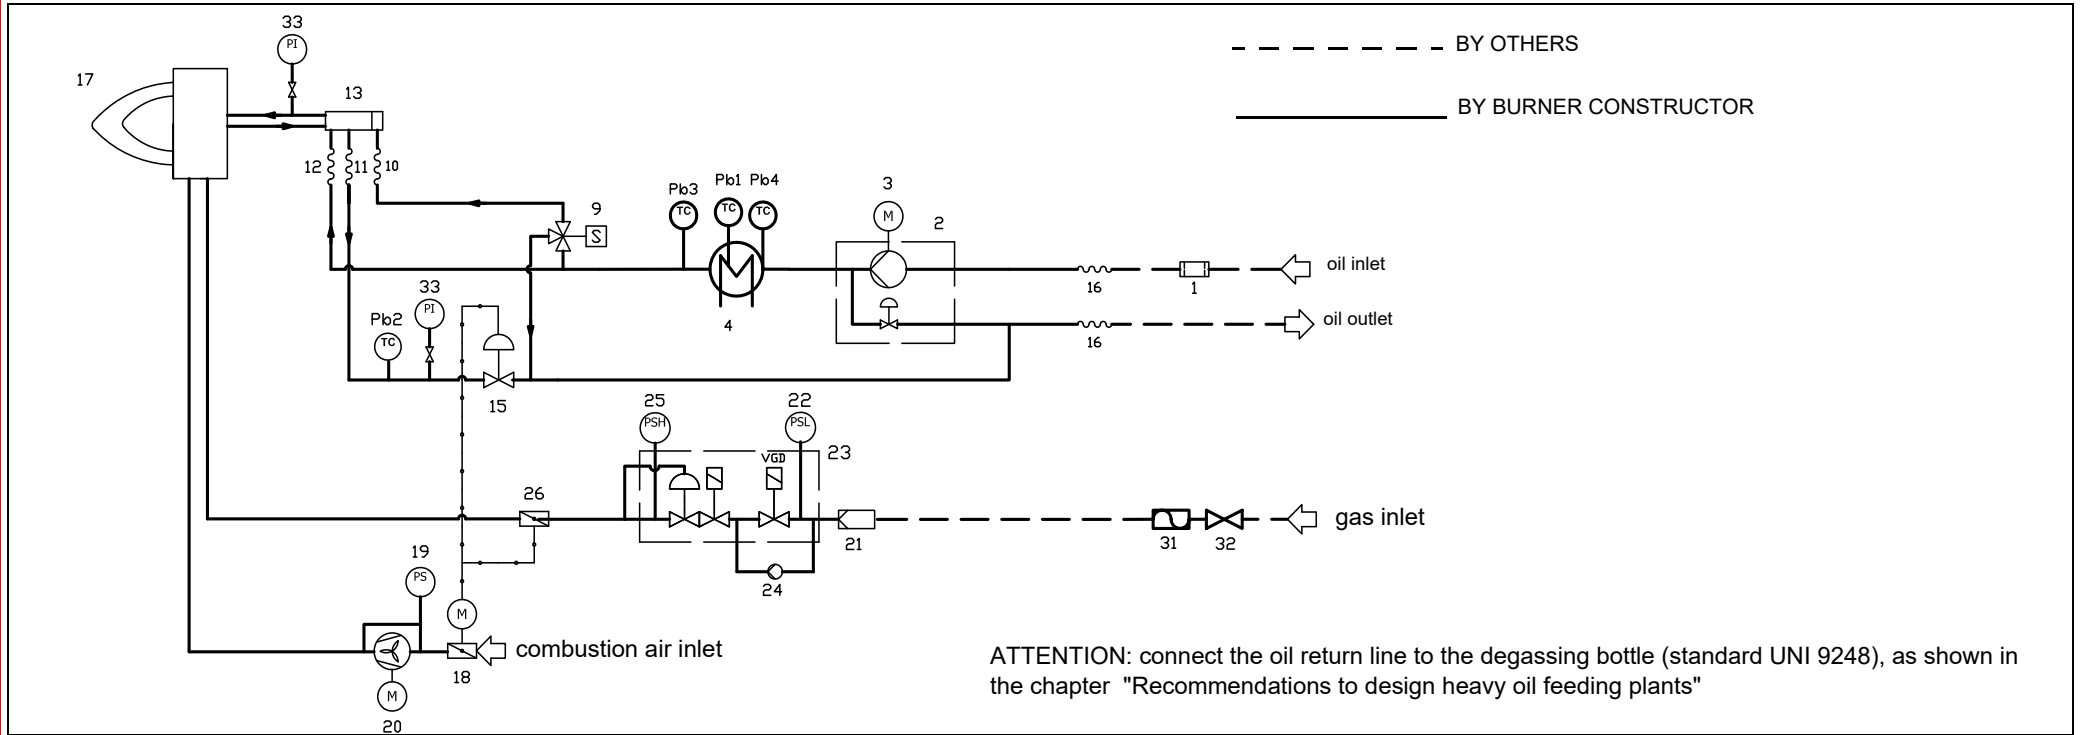 33
PI
BY OTHERS
17
13
BY BURNER CONSTRUCTOR
12
11
10
Pb3
Pb1
Pb4
3
TC
TC
TC
M
2
9
S
oil inlet
16
1
33
PI
Pb2
TC
4
oil outlet
16
15
25
PSH
22
PSL
23
VGD
26
gas inlet
21
31
32
19
PS
24
M
combustion air inlet
18
M
20
ATTENTION: connect the oil return line to the degassing bottle (standard UNI 9248), as shown in
the chapter "Recommendations to design heavy oil feeding plants"